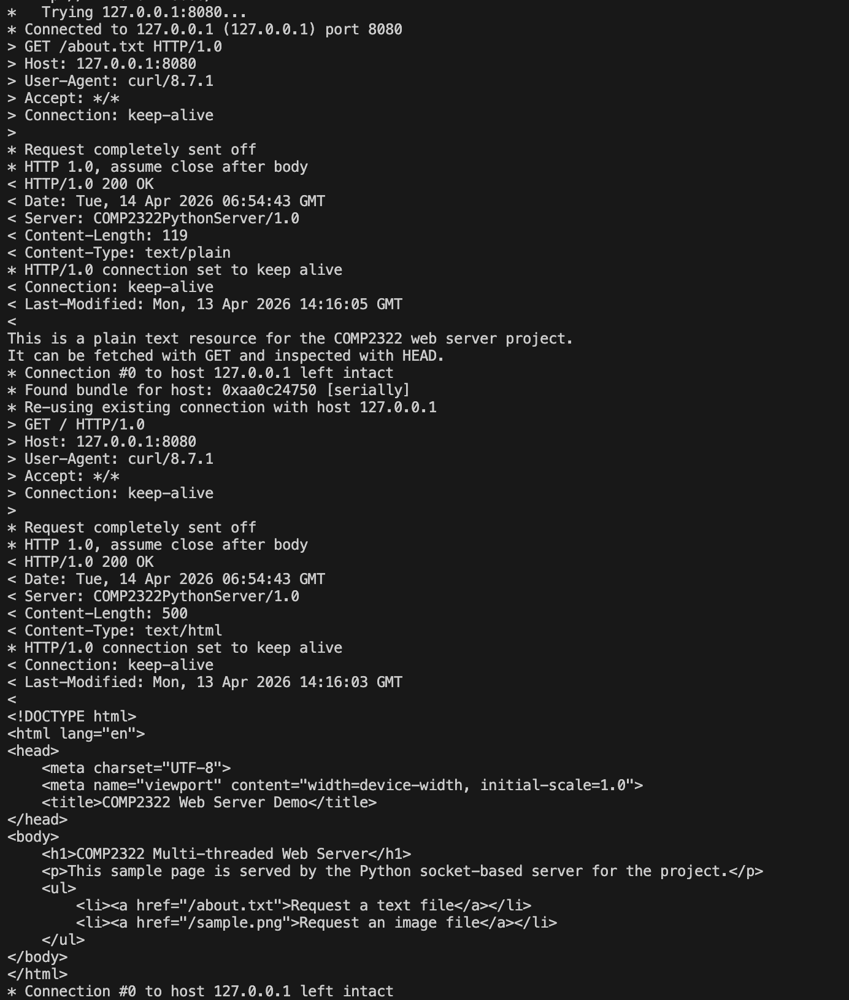 *   Trying 127.0.0.1:8080...
* Connected to 127.0.0.1 (127.0.0.1) port 8080
> GET /about.txt HTTP/1.0
> Host: 127.0.0.1:8080
> User-Agent: curl/8.7.1
> Accept: */*
> Connection: keep-alive
>
* Request completely sent off
* HTTP 1.0, assume close after body
< HTTP/1.0 200 OK
< Date: Tue, 14 Apr 2026 06:54:43 GMT
< Server: COMP2322PythonServer/1.0
< Content-Length: 119
< Content-Type: text/plain
* HTTP/1.0 connection set to keep alive
< Connection: keep-alive
< Last-Modified: Mon, 13 Apr 2026 14:16:05 GMT
<
This is a plain text resource for the COMP2322 web server project.
It can be fetched with GET and inspected with HEAD.
* Connection #0 to host 127.0.0.1 left intact
* Found bundle for host: 0xaa0c24750 [serially]
* Re-using existing connection with host 127.0.0.1
> GET / HTTP/1.0
> Host: 127.0.0.1:8080
> User-Agent: curl/8.7.1
> Accept: */*
> Connection: keep-alive
>
* Request completely sent off
* HTTP 1.0, assume close after body
< HTTP/1.0 200 OK
< Date: Tue, 14 Apr 2026 06:54:43 GMT
< Server: COMP2322PythonServer/1.0
< Content-Length: 500
< Content-Type: text/html
* HTTP/1.0 connection set to keep alive
< Connection: keep-alive
< Last-Modified: Mon, 13 Apr 2026 14:16:03 GMT
<
<!DOCTYPE html>
<html lang="en">
<head>
    <meta charset="UTF-8">
    <meta name="viewport" content="width=device-width, initial-scale=1.0">
    <title>COMP2322 Web Server Demo</title>
</head>
<body>
    <h1>COMP2322 Multi-threaded Web Server</h1>
    <p>This sample page is served by the Python socket-based server for the project.</p>
    <ul>
        <li><a href="/about.txt">Request a text file</a></li>
        <li><a href="/sample.png">Request an image file</a></li>
    </ul>
</body>
</html>
* Connection #0 to host 127.0.0.1 left intact